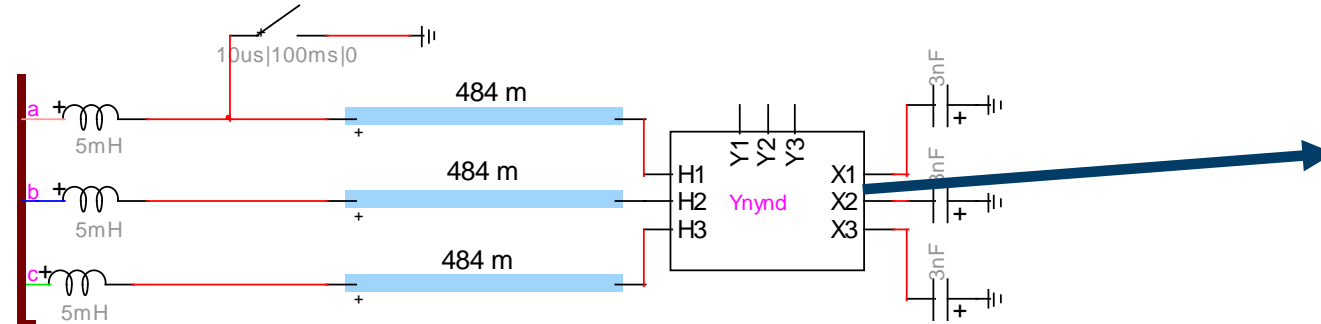 10us|100ms|0
a
+
5mH
484 m
+
b
+
5mH
484 m
+
c
+
5mH
484 m
+
Y1
Y2
Y3
H1
H2
H3
Ynynd
X1
X2
X3
3nF
+
3nF
+
3nF
+